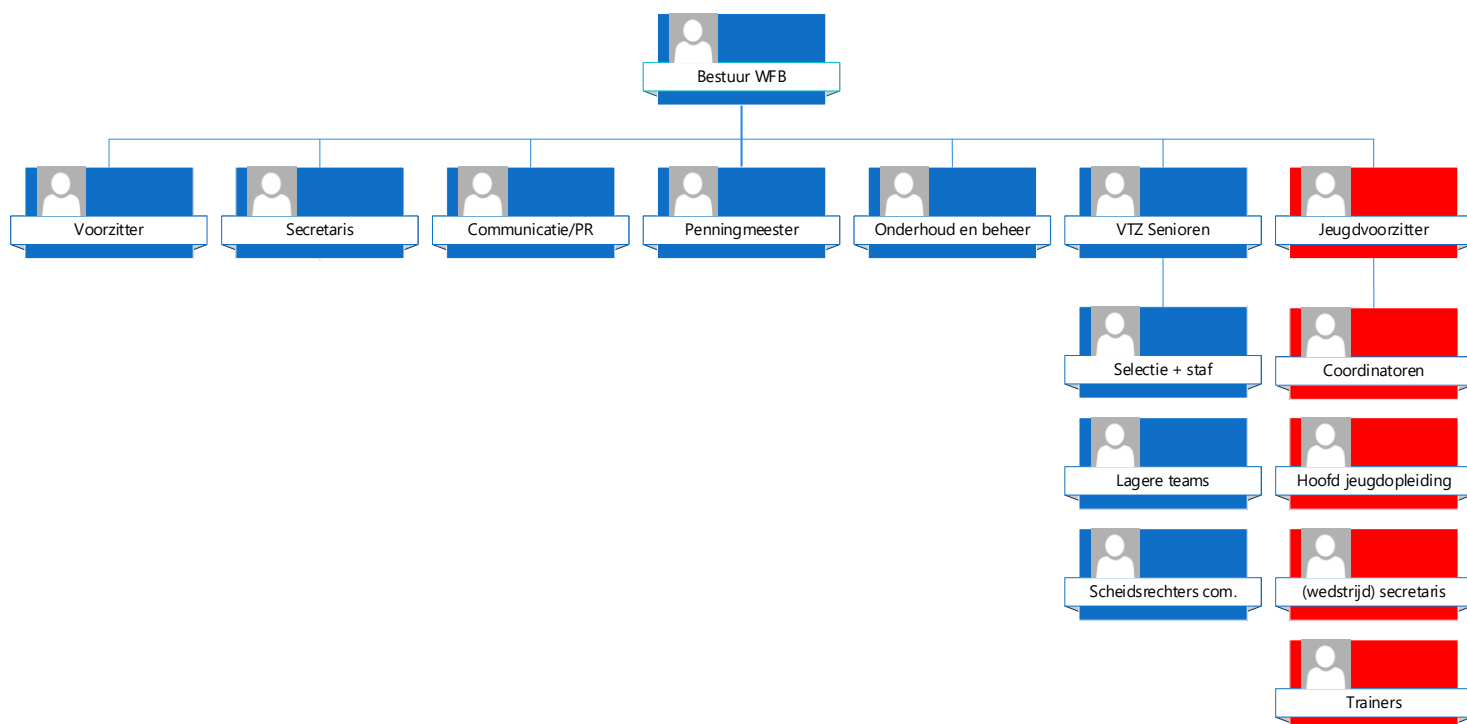 Bestuur WFB
Voorzitter
Secretaris
Communicatie/PR
Penningmeester
Onderhoud en beheer
VTZ Senioren
Jeugdvoorzitter
Selectie + staf
Coordinatoren
Lagere teams
Hoofd jeugdopleiding
Scheidsrechters com.
(wedstrijd) secretaris
Trainers